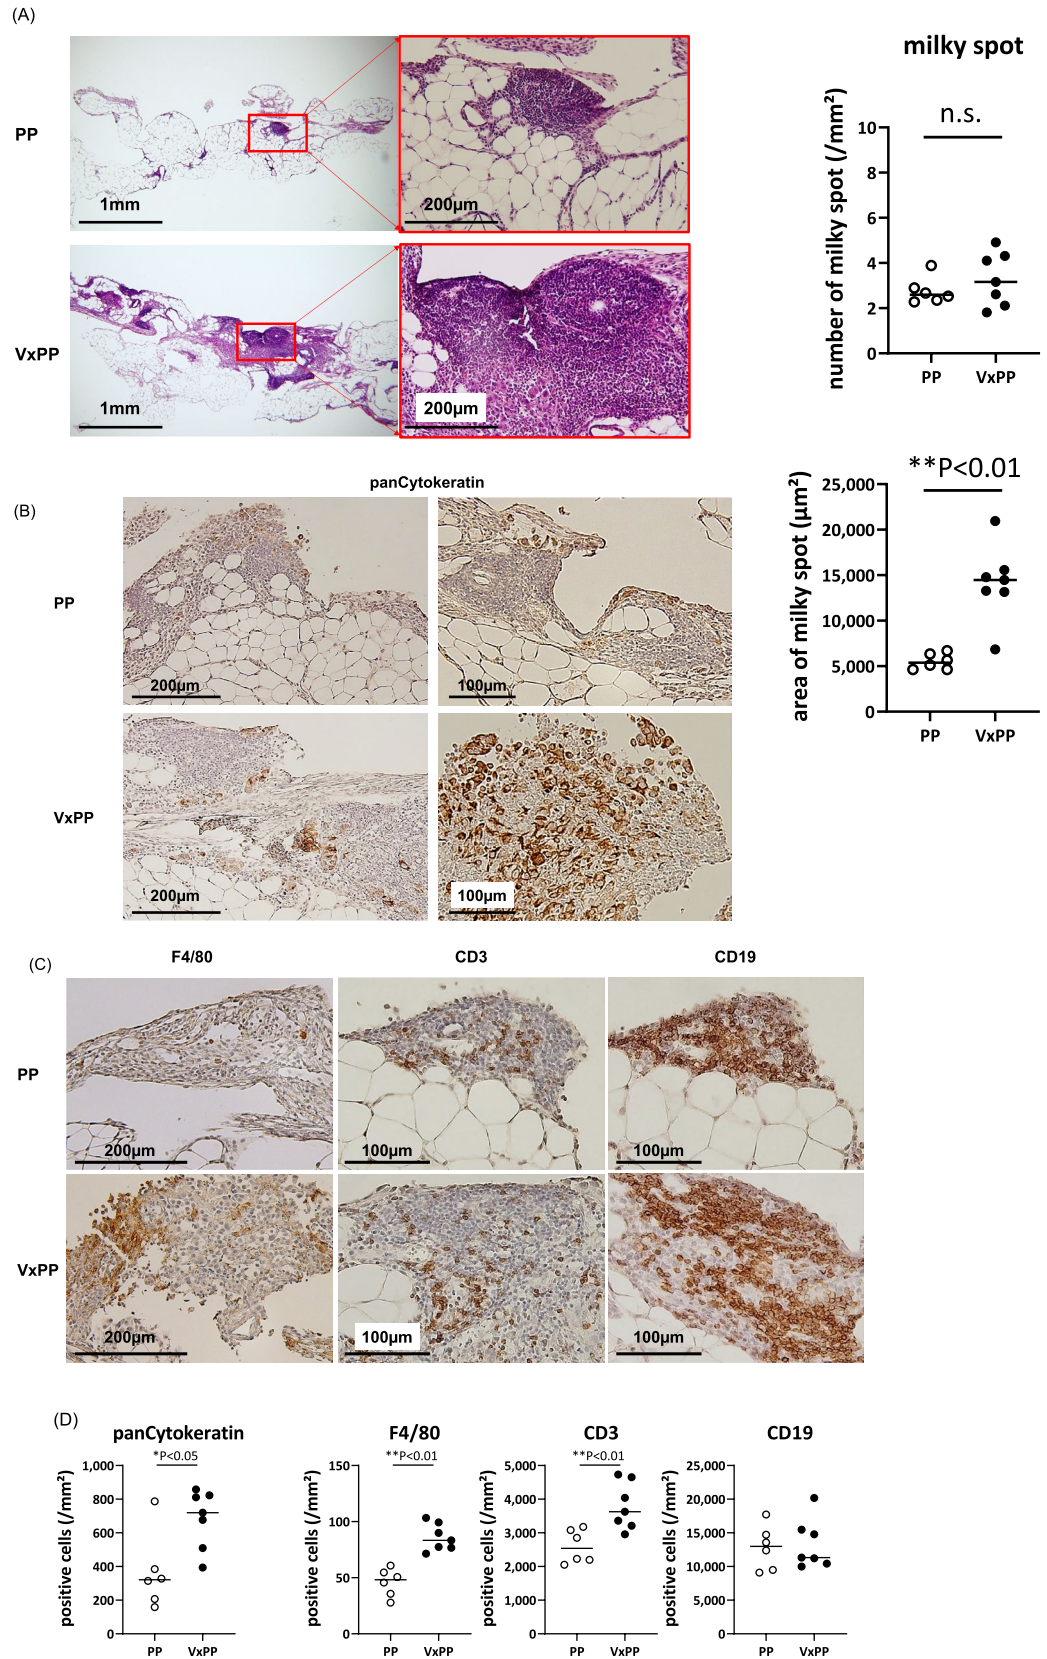 (A)
milky spot
PP
1mm
200μm
VxPP
1mm
200μm
n.s.
number of milky spot (/mm²)
10
8
6
4
2
0
PP VxPP
**P<0.01
area of milky spot (μm²)
25,000
20,000
15,000
10,000
5,000
0
PP VxPP
(B)
panCytokeratin
PP
200μm
100μm
VxPP
200μm
100μm
(C)
F4/80 CD3 CD19
PP
200μm
100μm
100μm
VxPP
200μm
100μm
100μm
(D)
panCytokeratin
*P<0.05
positive cells (/mm²)
1,000
800
600
400
200
0
PP VxPP
F4/80
**P<0.01
positive cells (/mm²)
150
100
50
0
PP VxPP
CD3
**P<0.01
positive cells (/mm²)
5,000
4,000
3,000
2,000
1,000
0
PP VxPP
CD19
positive cells (/mm²)
25,000
20,000
15,000
10,000
5,000
0
PP VxPP